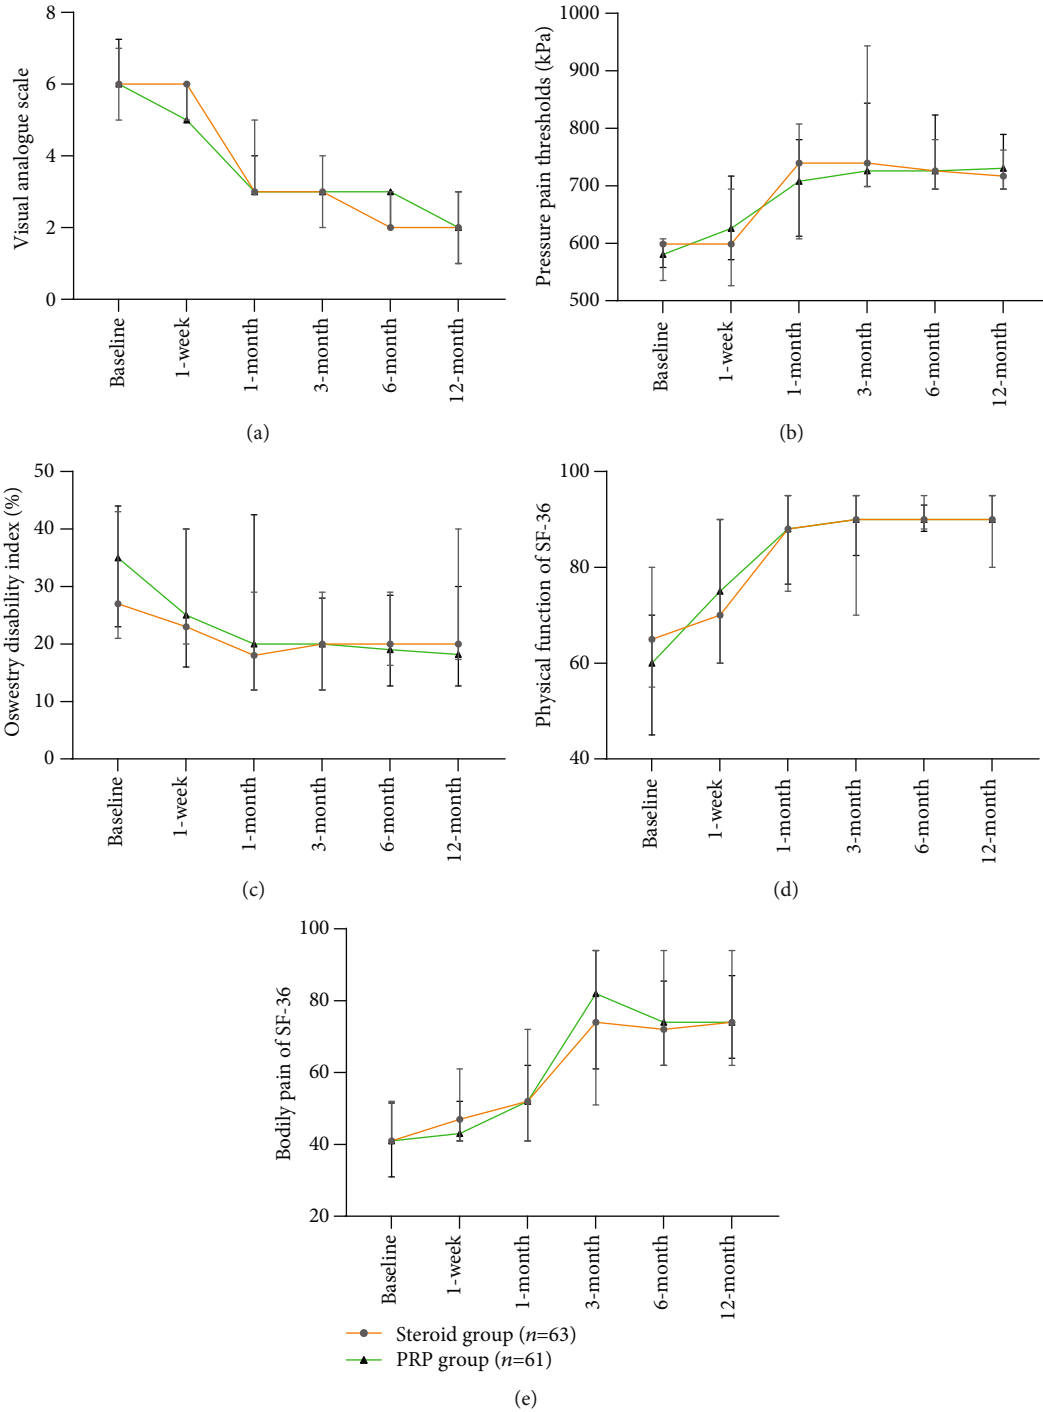 8
6
4
2
0
Visual analogue scale
Baseline
1-week
1-month
3-month
6-month
12-month
(a)
1000
900
800
700
600
500
Pressure pain thresholds (kPa)
Baseline
1-week
1-month
3-month
6-month
12-month
(b)
50
40
30
20
10
0
Oswestry disability index (%)
Baseline
1-week
1-month
3-month
6-month
12-month
(c)
100
80
60
40
Physical function of SF-36
Baseline
1-week
1-month
3-month
6-month
12-month
(d)
100
80
60
40
20
Bodily pain of SF-36
Baseline
1-week
1-month
3-month
6-month
12-month
Steroid group (n=63)
PRP group (n=61)
(e)